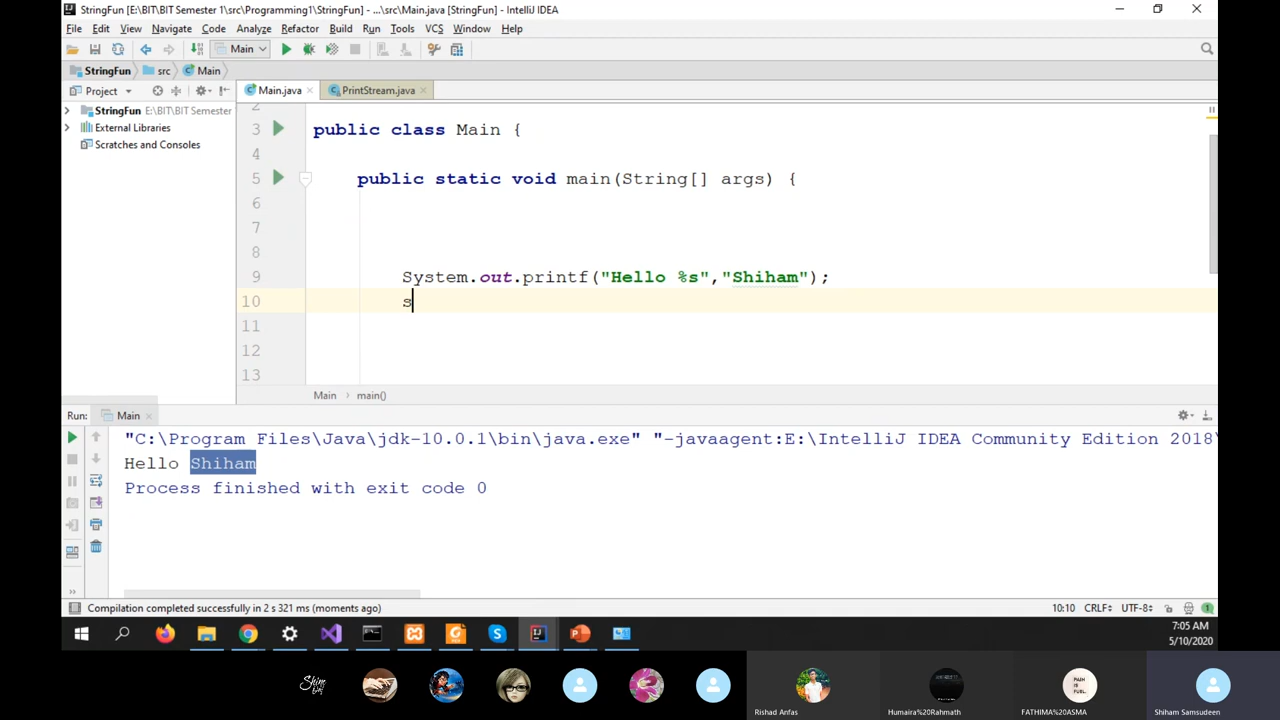 StringFun [E:\BIT\BIT Semester 1\src\Programming1\StringFun] - ...\src\Main.java [StringFun] - IntelliJ IDEA
File Edit View Navigate Code Analyze Refactor Build Run Tools VCS Window Help
Main
StringFun src Main
Project Main.java PrintStream.java
StringFun E:\BIT\BIT Semester
External Libraries
Scratches and Consoles
2
3 public class Main {
4
5 public static void main(String[] args) {
6
7
8
9 System.out.printf("Hello %s","Shiham");
10 s
11
12
13
Main › main()
Run: Main
"C:\Program Files\Java\jdk-10.0.1\bin\java.exe" "-javaagent:E:\IntelliJ IDEA Community Edition 2018\
Hello Shiham
Process finished with exit code 0
Compilation completed successfully in 2 s 321 ms (moments ago) 10:10 CRLF UTF-8
7:05 AM
5/10/2020
Rishad Anfas Humaira%20Rahmath FATHIMA%20ASMA Shiham Samsudeen